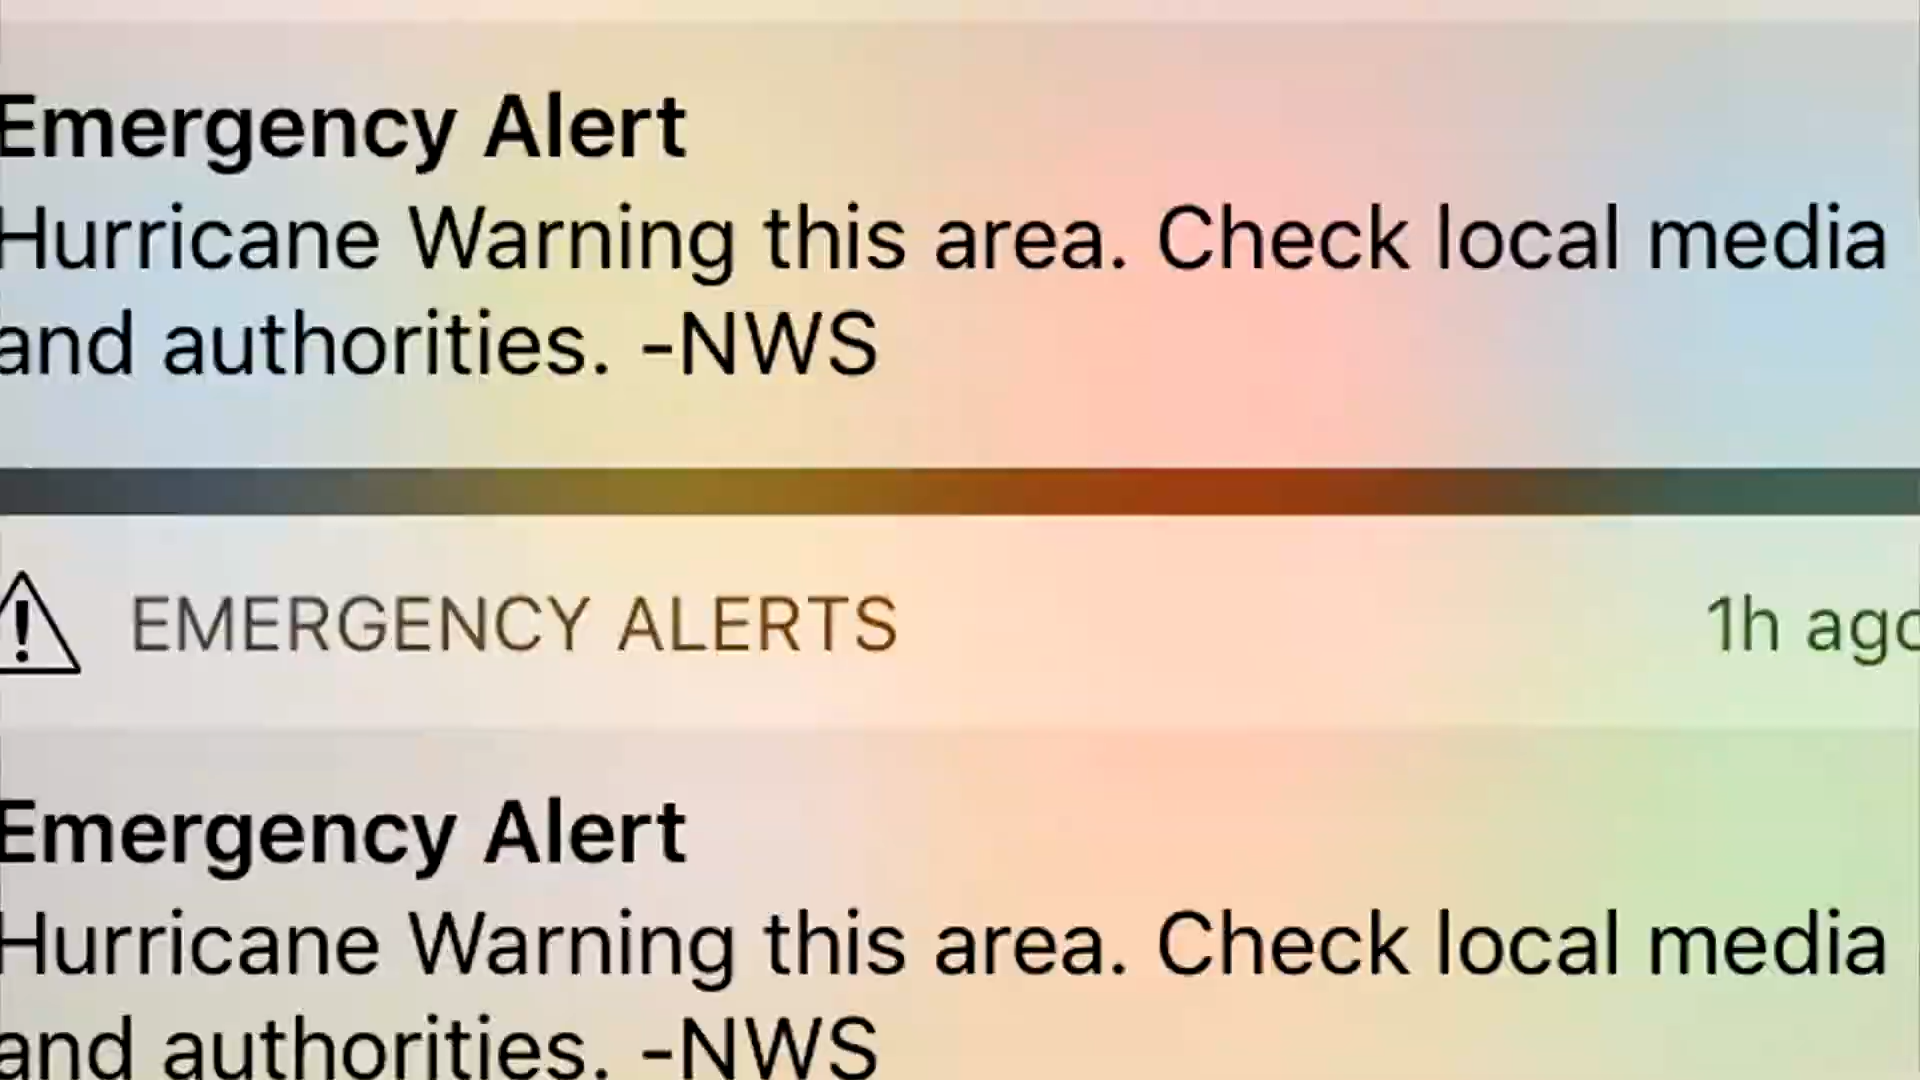 Emergency Alert
Hurricane Warning this area. Check local media
and authorities. -NWS
EMERGENCY ALERTS
1h ago
Emergency Alert
Hurricane Warning this area. Check local media
and authorities. -NWS